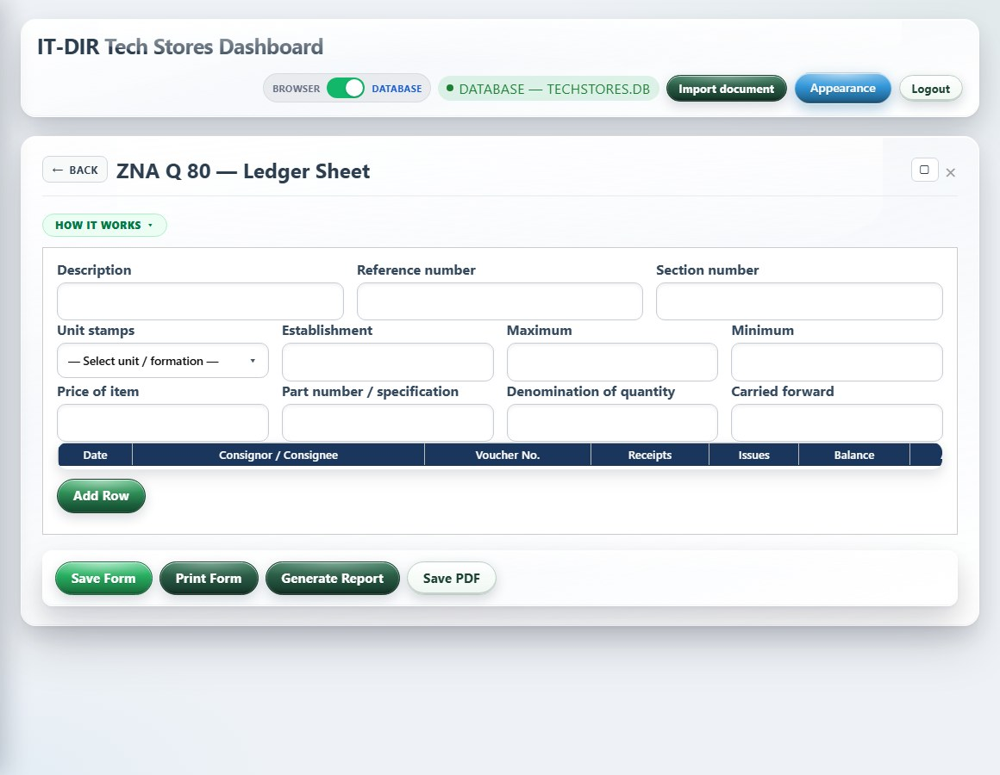 IT-DIR Tech Stores Dashboard
BROWSER DATABASE DATABASE — TECHSTORES.DB Import document Appearance Logout
← BACK ZNA Q 80 — Ledger Sheet ×
HOW IT WORKS
Description Reference number Section number
Unit stamps Establishment Maximum Minimum
— Select unit / formation —
Price of item Part number / specification Denomination of quantity Carried forward
Date Consignor / Consignee Voucher No. Receipts Issues Balance
Add Row
Save Form Print Form Generate Report Save PDF